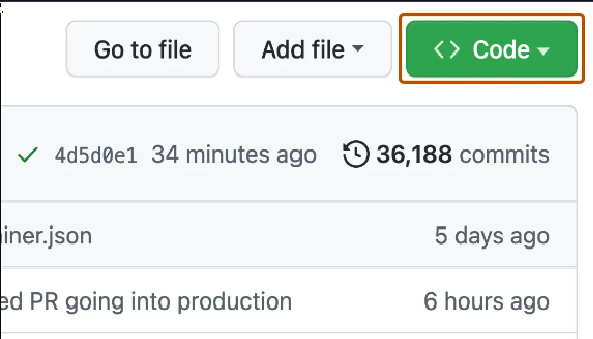 Go to file Add file <> Code
4d5d0e1 34 minutes ago 36,188 commits
iner.json 5 days ago
ed PR going into production 6 hours ago